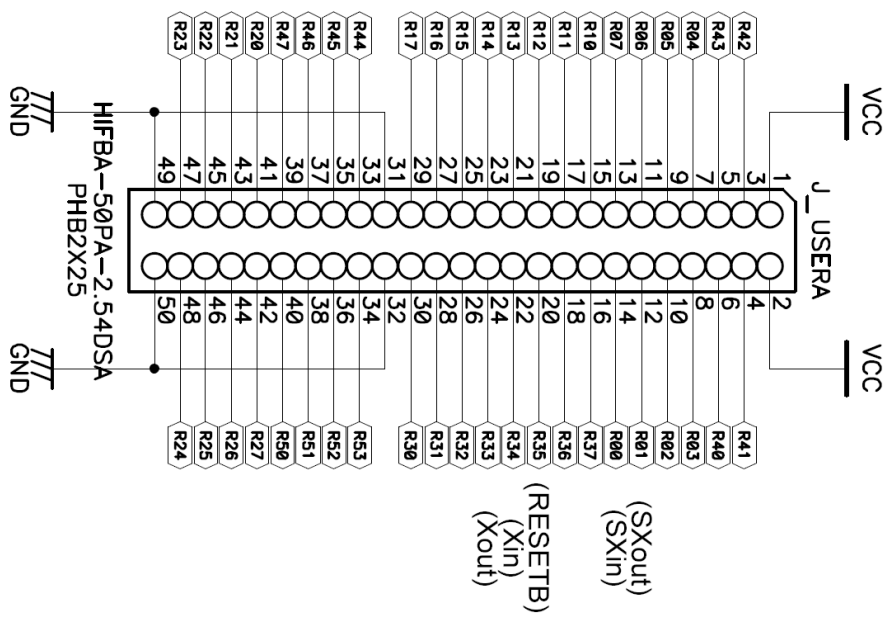 VCC VCC
J_USERA
1 2
R42 3 4 R41
R43 5 6 R40
R04 7 8 R03
R05 9 10 R02
R06 11 12 R01 (SXout)
R07 13 14 R00 (SXin)
R10 15 16 R37
R11 17 18 R36
R12 19 20 R35 (RESETB)
R13 21 22 R34 (Xin)
R14 23 24 R33 (Xout)
R15 25 26 R32
R16 27 28 R31
R17 29 30 R30
31 32
R44 33 34 R53
R45 35 36 R52
R46 37 38 R51
R47 39 40 R50
R20 41 42 R27
R21 43 44 R26
R22 45 46 R25
R23 47 48 R24
49 50
PHB2X25
HIFBA-50PA-2.54DSA
GND GND